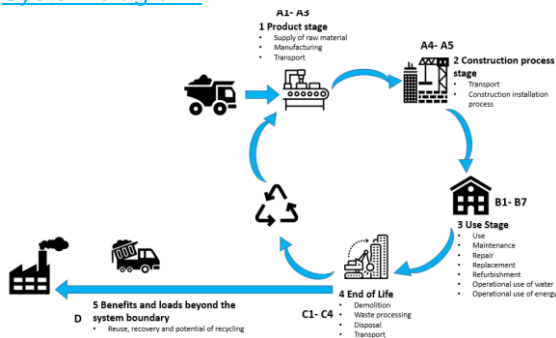 A1- A3
1 Product stage
• Supply of raw material
• Manufacturing
• Transport
A4- A5
2 Construction process
stage
• Transport
• Construction installation
process
B1- B7
3 Use Stage
• Use
• Maintenance
• Repair
• Replacement
• Refurbishment
• Operational use of water
• Operational use of energy
4 End of Life
C1- C4
• Demolition
• Waste processing
• Disposal
• Transport
5 Benefits and loads beyond the
D system boundary
• Reuse, recovery and potential of recycling